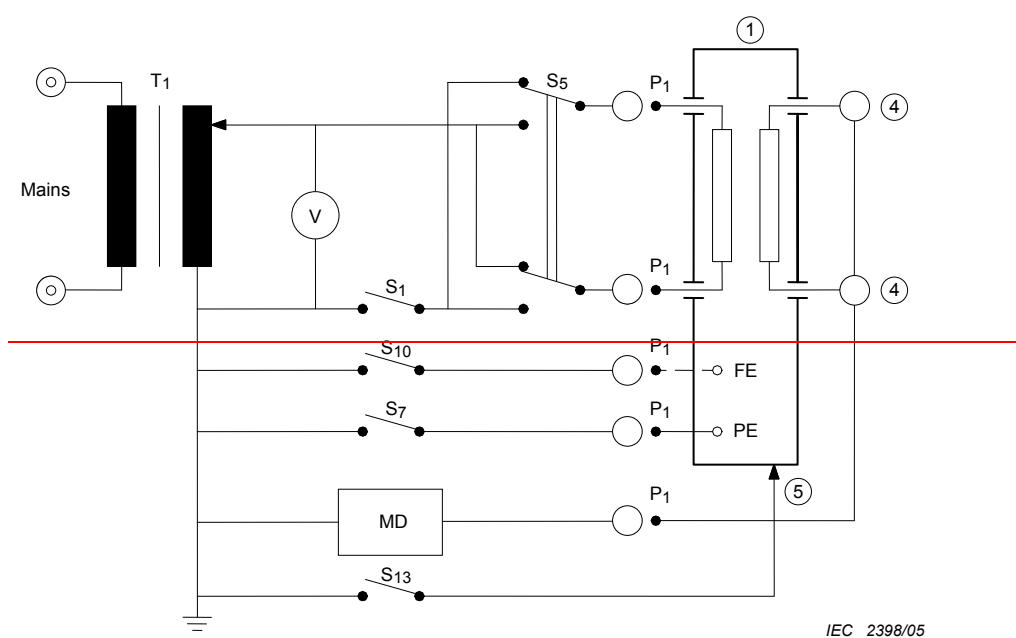 1
T1
S5
P1
4
Mains
V
P1
4
S1
S10
P1
FE
S7
P1
PE
P1
5
MD
S13
IEC 2398/05